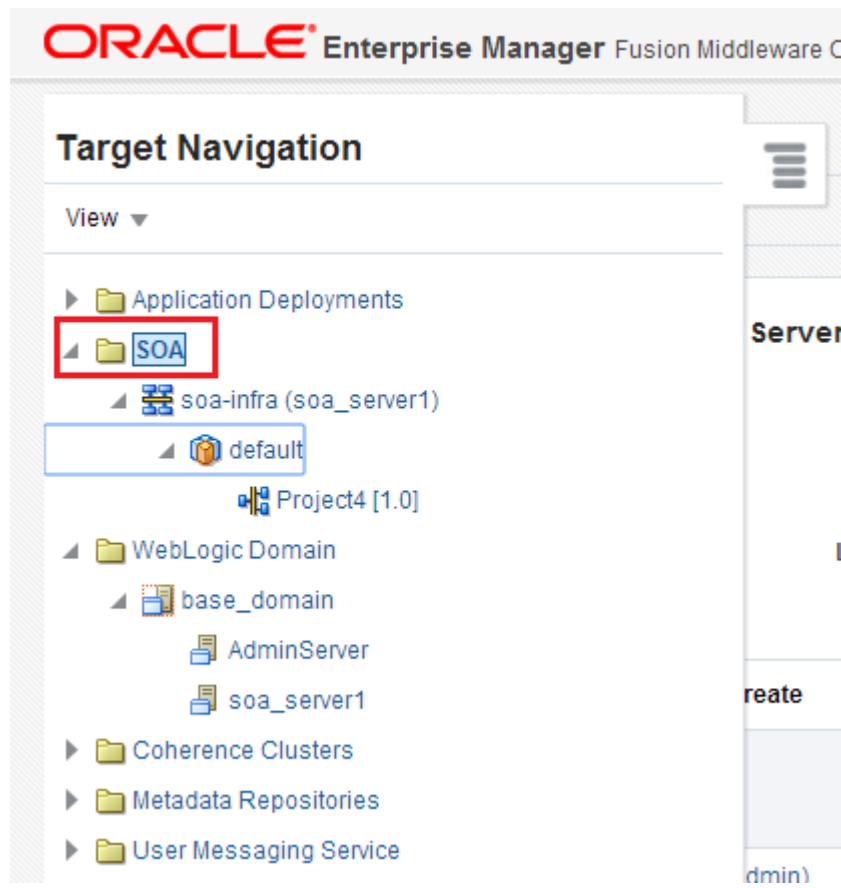 ORACLE Enterprise Manager Fusion Middleware
Target Navigation
View
Application Deployments
SOA
Server
soa-infra (soa_server1)
default
Project4 [1.0]
WebLogic Domain
base_domain
AdminServer
soa_server1
reate
Coherence Clusters
Metadata Repositories
User Messaging Service
dmin)